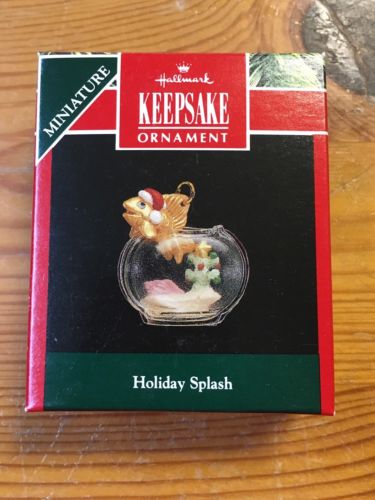 MINIATURE
Hallmark
KEEPSAKE
ORNAMENT
Holiday Splash